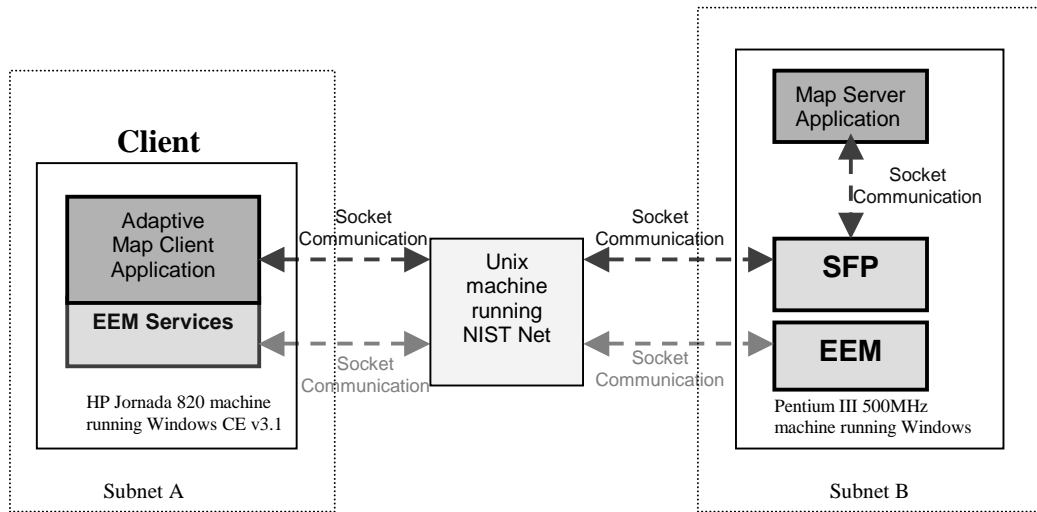 Client
Adaptive
Map Client
Application
EEM Services
HP Jornada 820 machine
running Windows CE v3.1
Subnet A
Socket
Communication
Socket
Communication
Unix
machine
running
NIST Net
Socket
Communication
Socket
Communication
Map Server
Application
Socket
Communication
SFP
EEM
Pentium III 500MHz
machine running Windows
Subnet B